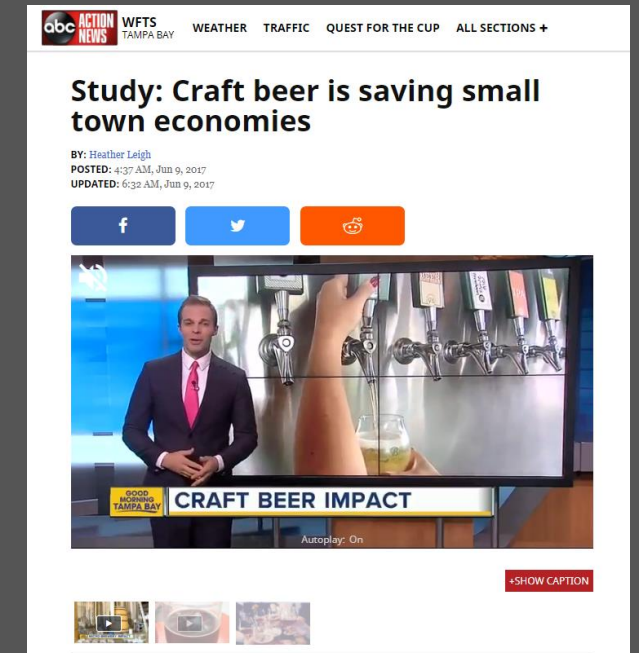 abc ACTION NEWS
WFTS
TAMPA BAY
WEATHER TRAFFIC QUEST FOR THE CUP ALL SECTIONS +
Study: Craft beer is saving small
town economies
BY: Heather Leigh
POSTED: 4:37 AM, Jun 9, 2017
UPDATED: 6:32 AM, Jun 9, 2017
GOOD
MORNING
TAMPA BAY
CRAFT BEER IMPACT
Autoplay: On
+SHOW CAPTION